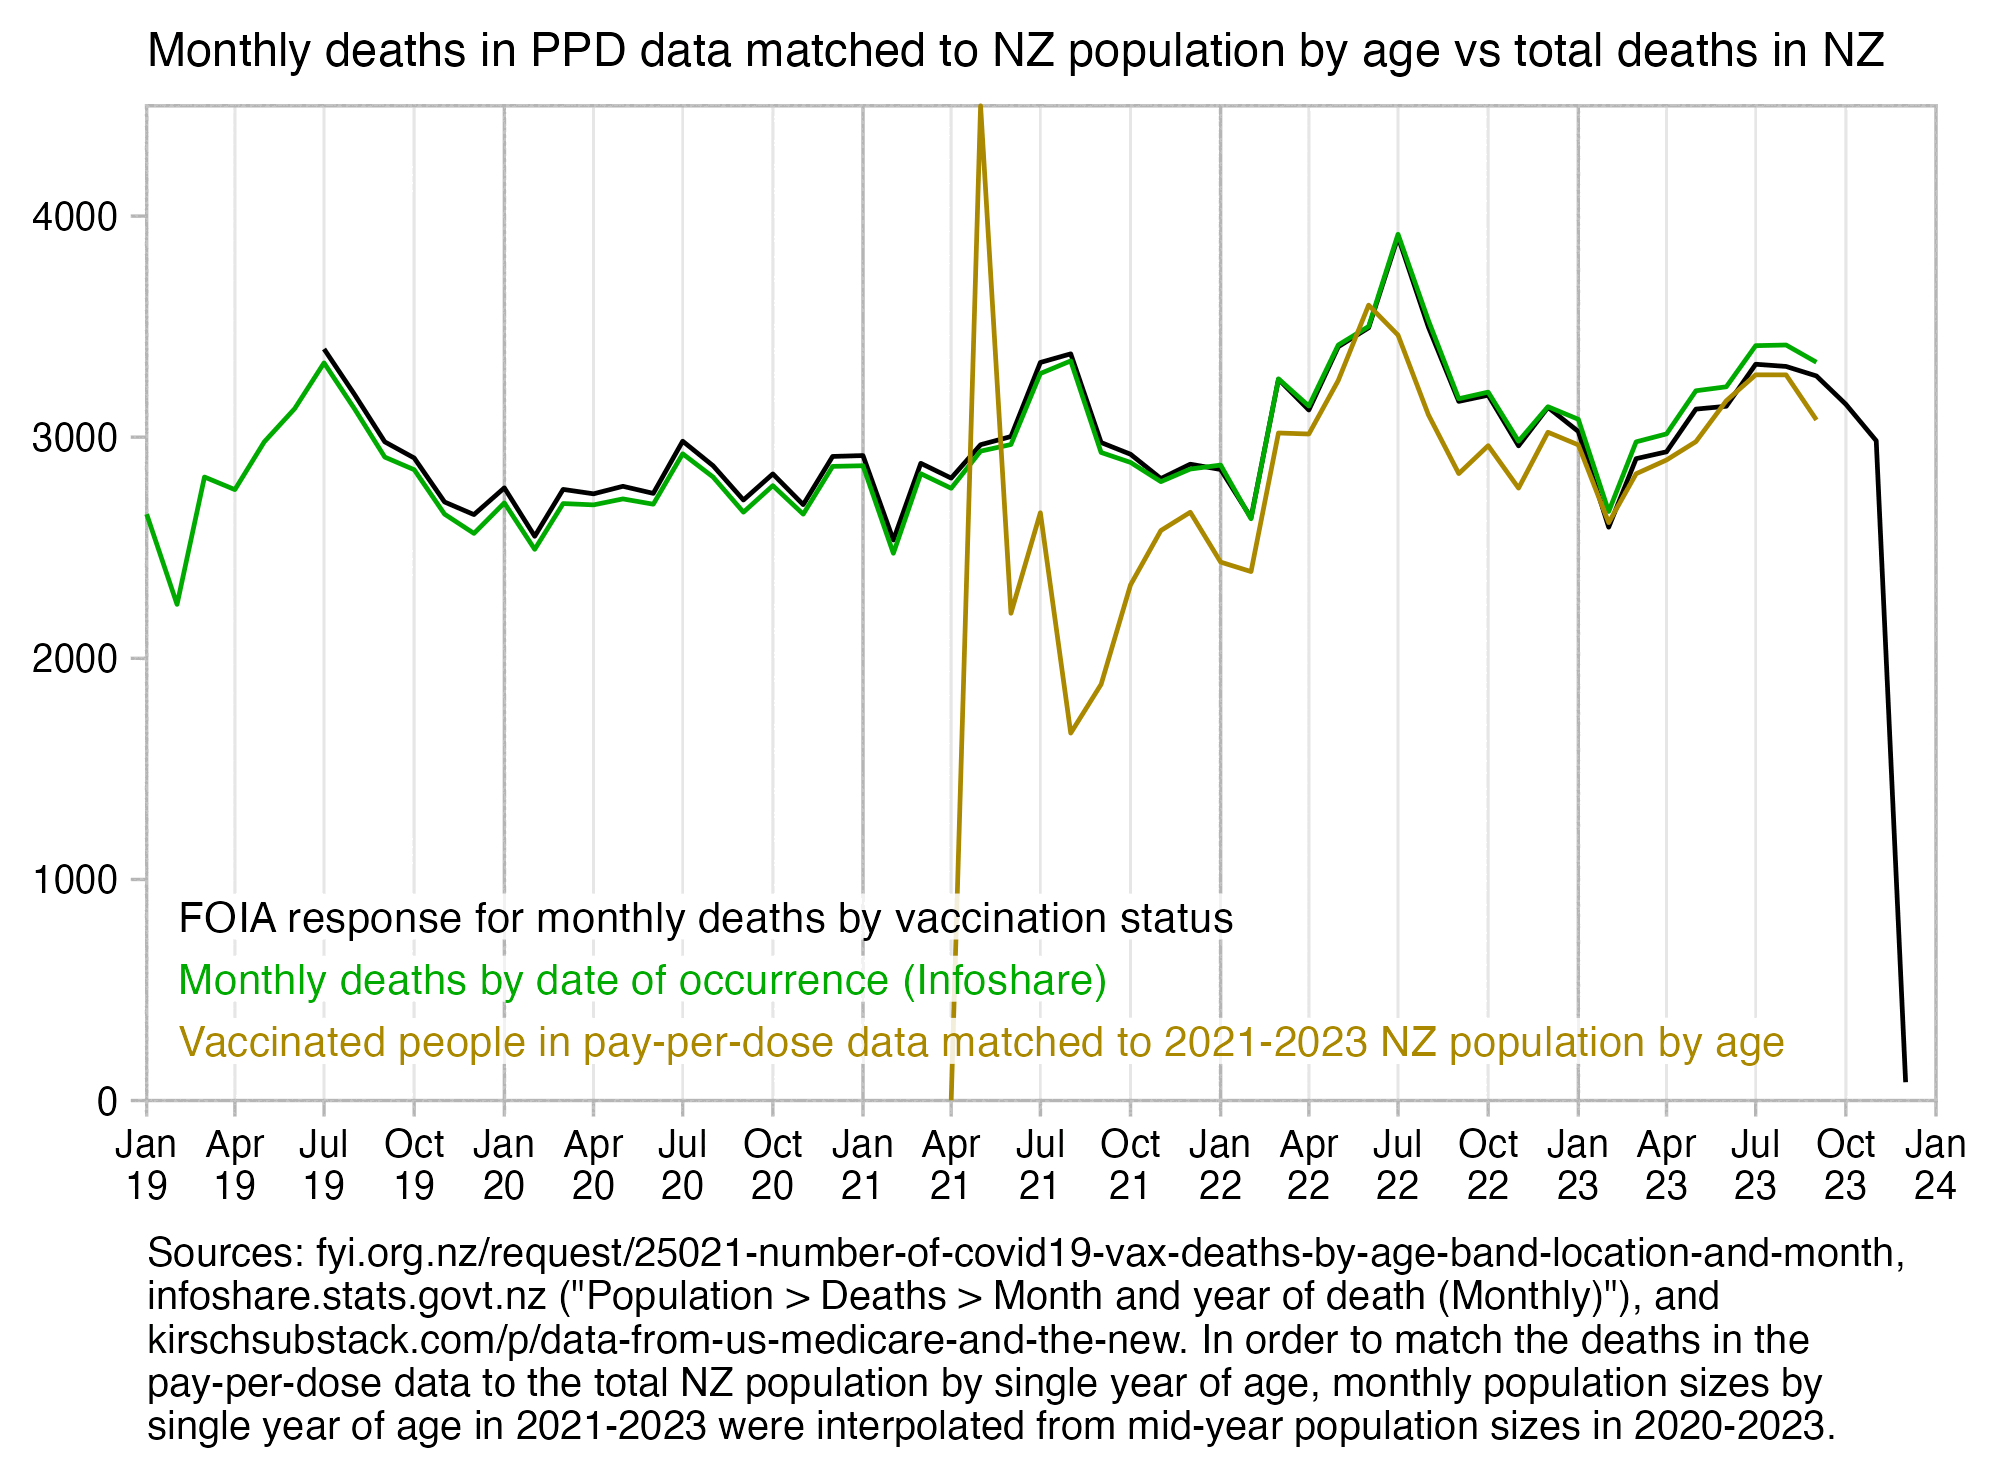 Monthly deaths in PPD data matched to NZ population by age vs total deaths in NZ
4000
3000
2000
1000
0
FOIA response for monthly deaths by vaccination status
Monthly deaths by date of occurrence (Infoshare)
Vaccinated people in pay-per-dose data matched to 2021-2023 NZ population by age
Jan Apr Jul Oct Jan Apr Jul Oct Jan Apr Jul Oct Jan Apr Jul Oct Jan Apr Jul Oct Jan
19 19 19 19 20 20 20 20 21 21 21 21 22 22 22 22 23 23 23 23 24
Sources: fyi.org.nz/request/25021-number-of-covid19-vax-deaths-by-age-band-location-and-month,
infoshare.stats.govt.nz ("Population > Deaths > Month and year of death (Monthly)"), and
kirschsubstack.com/p/data-from-us-medicare-and-the-new. In order to match the deaths in the
pay-per-dose data to the total NZ population by single year of age, monthly population sizes by
single year of age in 2021-2023 were interpolated from mid-year population sizes in 2020-2023.